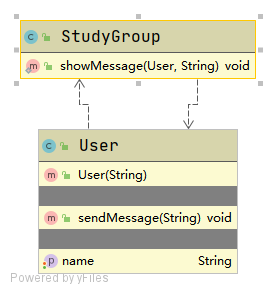 StudyGroup
showMessage(User, String) void
User
User(String)
sendMessage(String) void
name String
Powered by yFiles